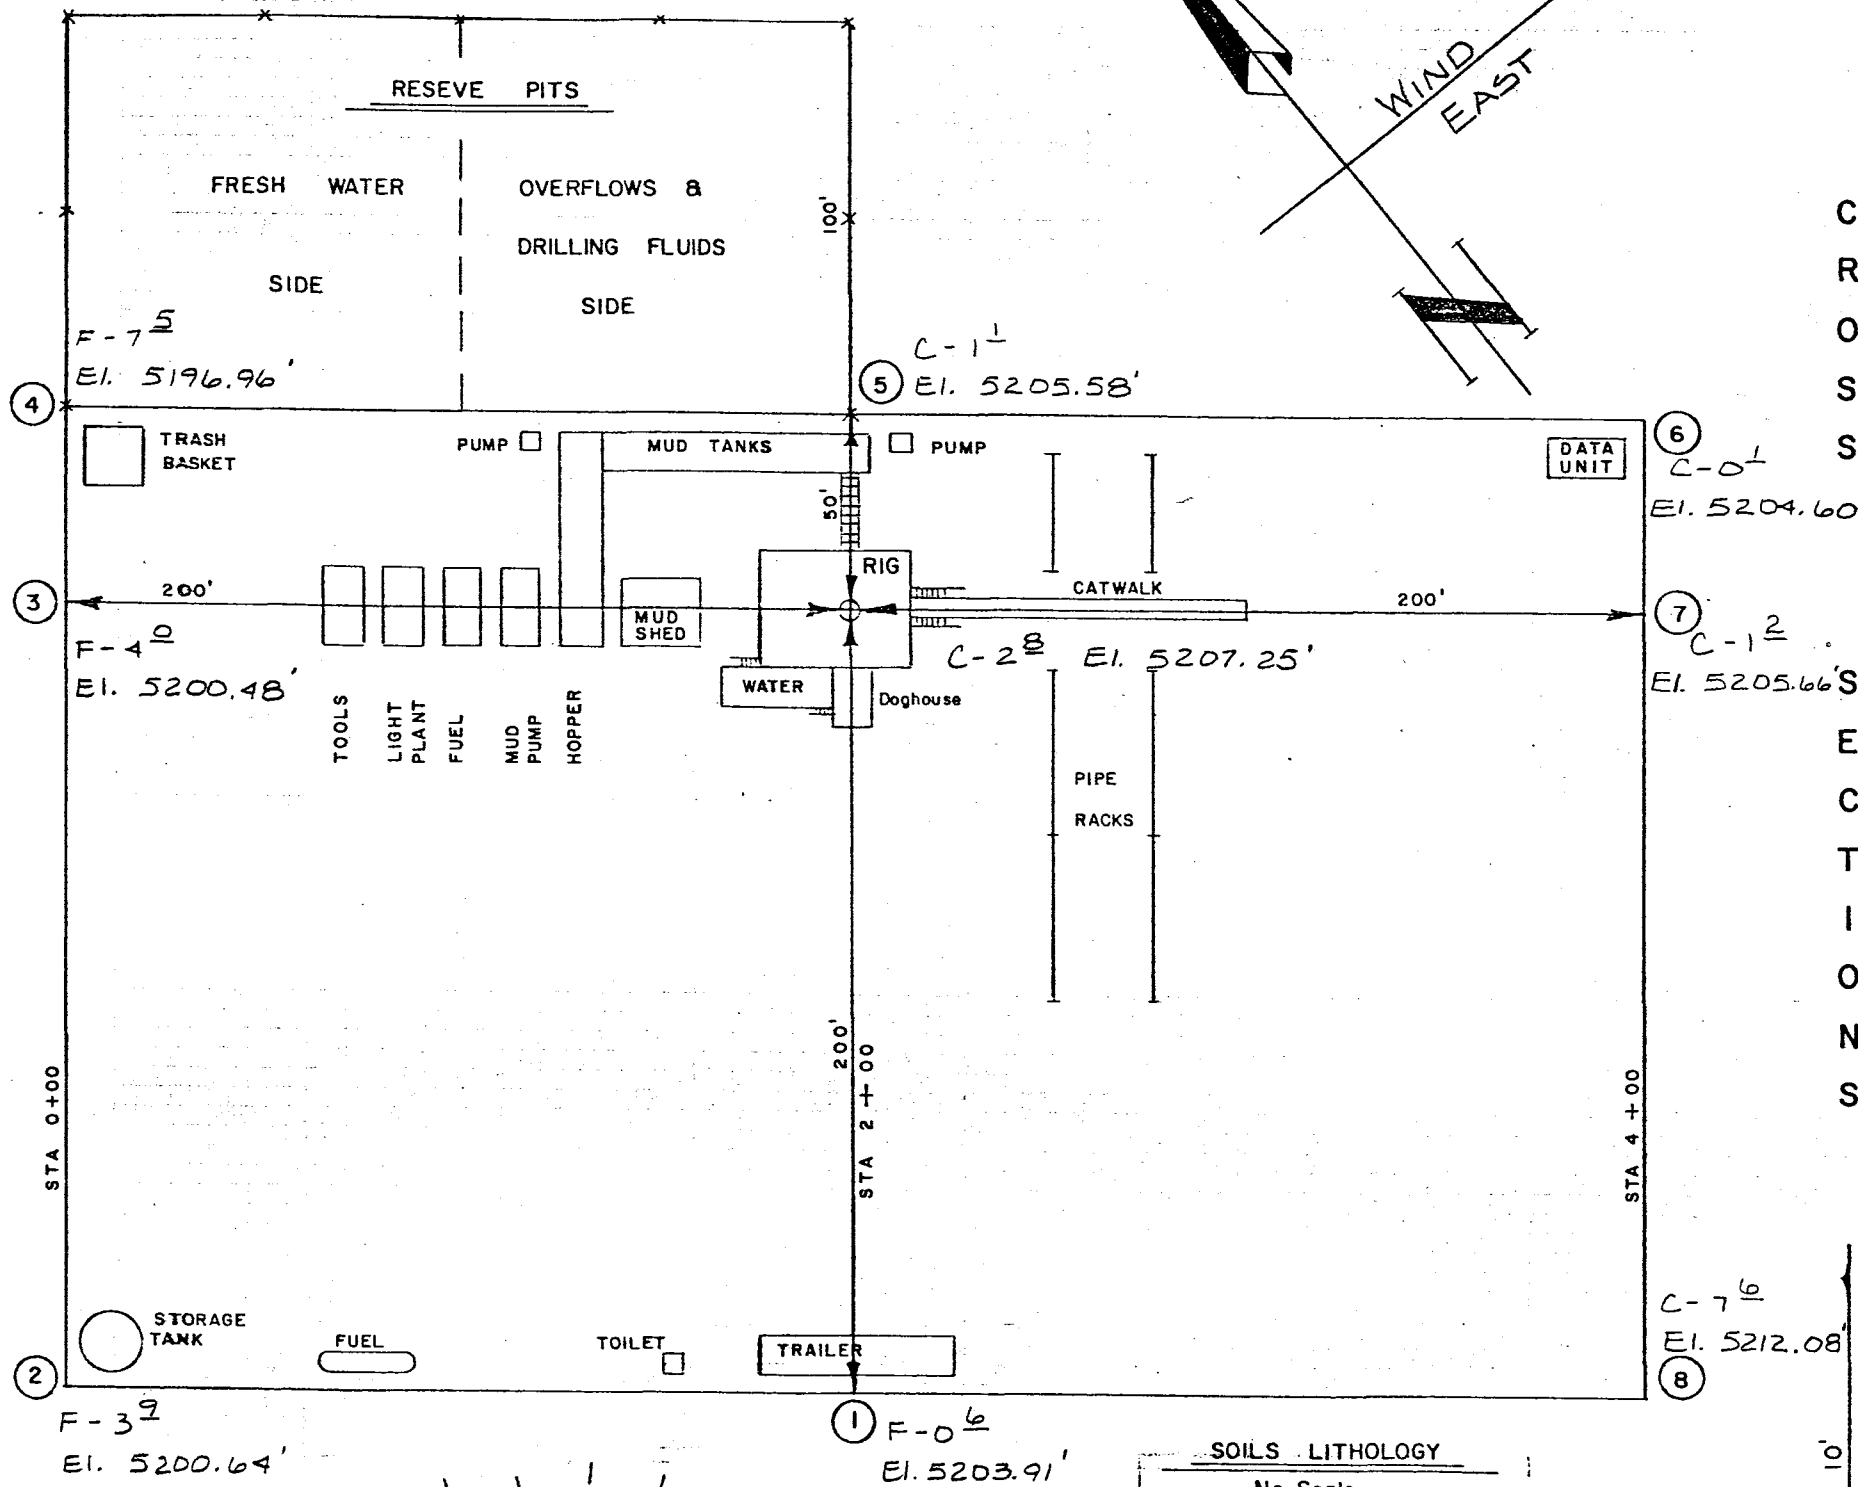 RESEVE PITS
FRESH WATER
SIDE
OVERFLOWS &
DRILLING FLUIDS
SIDE
100'
WIND
EAST
N
F-7 5
El. 5196.96'
4
C-1 1
5 El. 5205.58'
6
C-0 1
El. 5204.60
TRASH
BASKET
PUMP
MUD TANKS
PUMP
DATA
UNIT
50'
RIG
3
200'
CATWALK
200'
7
C-1 2
El. 5205.66'
F-4 0
El. 5200.48'
MUD
SHED
C-2 8 El. 5207.25'
WATER
Doghouse
TOOLS
LIGHT
PLANT
FUEL
MUD
PUMP
HOPPER
PIPE
RACKS
STA 0+00
200'
STA 2+00
STA 4+00
STORAGE
TANK
FUEL
TOILET
TRAILER
2
F-3 9
El. 5200.64'
1 F-0 6
El. 5203.91'
C-7 6
El. 5212.08'
8
SOILS LITHOLOGY
No Scale
CROSS SECTIONS